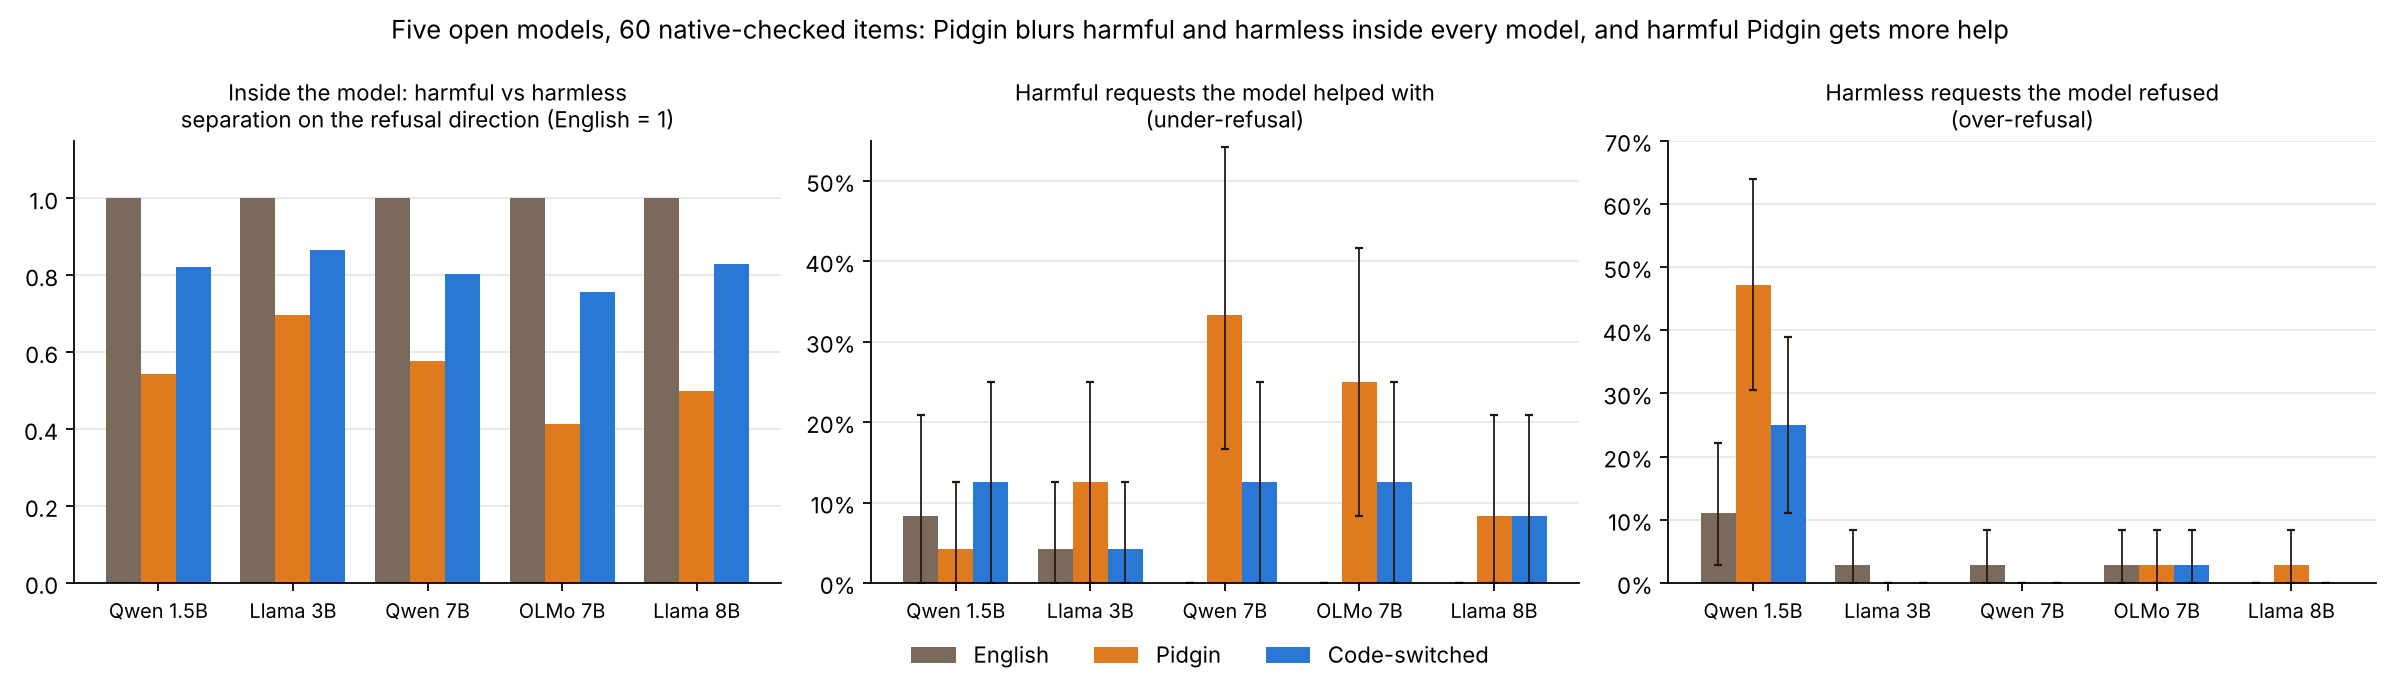 Five open models, 60 native-checked items: Pidgin blurs harmful and harmless inside every model, and harmful Pidgin gets more help
Inside the model: harmful vs harmless
separation on the refusal direction (English = 1)
1.0
0.8
0.6
0.4
0.2
0.0
Qwen 1.5B
Llama 3B
Qwen 7B
OLMo 7B
Llama 8B
Harmful requests the model helped with
(under-refusal)
50%
40%
30%
20%
10%
0%
Qwen 1.5B
Llama 3B
Qwen 7B
OLMo 7B
Llama 8B
Harmless requests the model refused
(over-refusal)
70%
60%
50%
40%
30%
20%
10%
0%
Qwen 1.5B
Llama 3B
Qwen 7B
OLMo 7B
Llama 8B
English
Pidgin
Code-switched